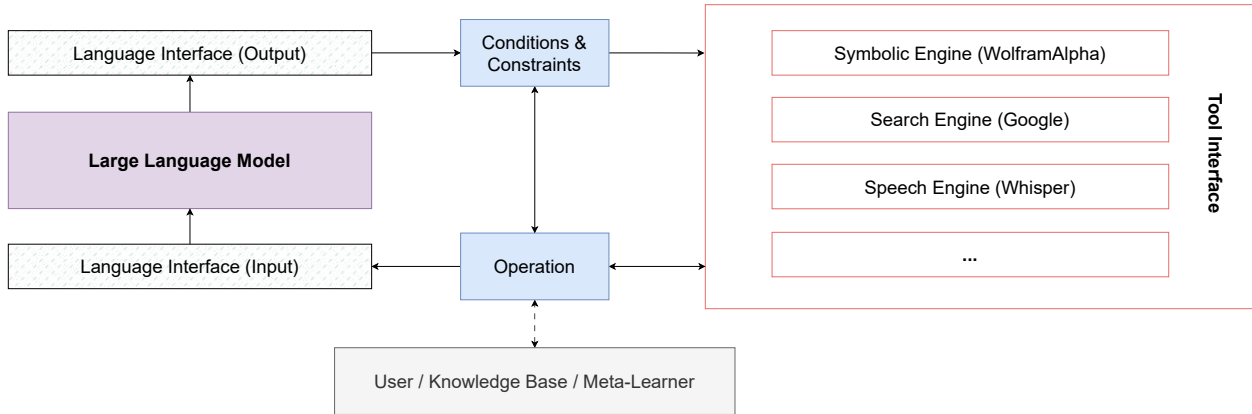 Language Interface (Output)
Conditions &
Constraints
Symbolic Engine (WolframAlpha)
Large Language Model
Search Engine (Google)
Speech Engine (Whisper)
Tool Interface
Language Interface (Input)
Operation
...
User / Knowledge Base / Meta-Learner